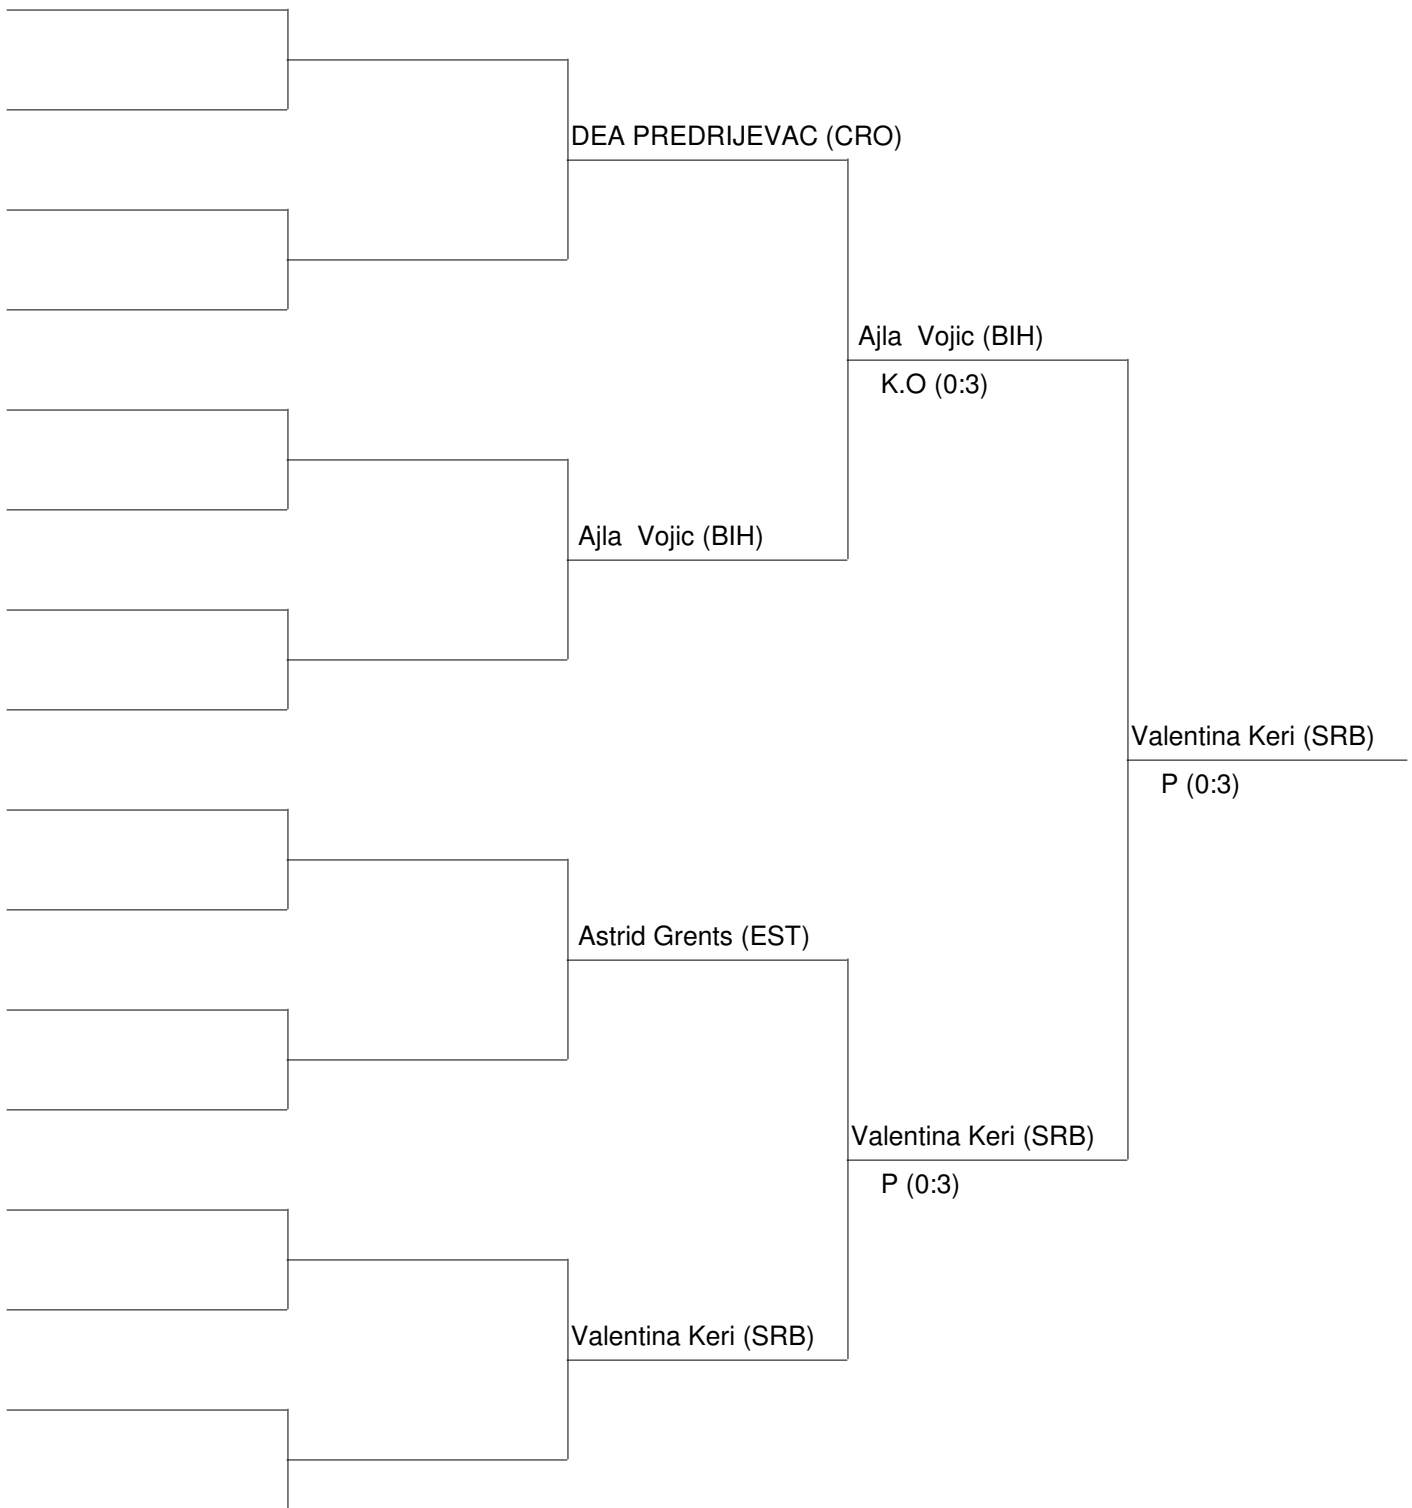 DEA PREDRIJEVAC (CRO)
Ajla  Vojic (BIH)
K.O (0:3)
Ajla  Vojic (BIH)
Valentina Keri (SRB)
P (0:3)
Astrid Grents (EST)
Valentina Keri (SRB)
P (0:3)
Valentina Keri (SRB)